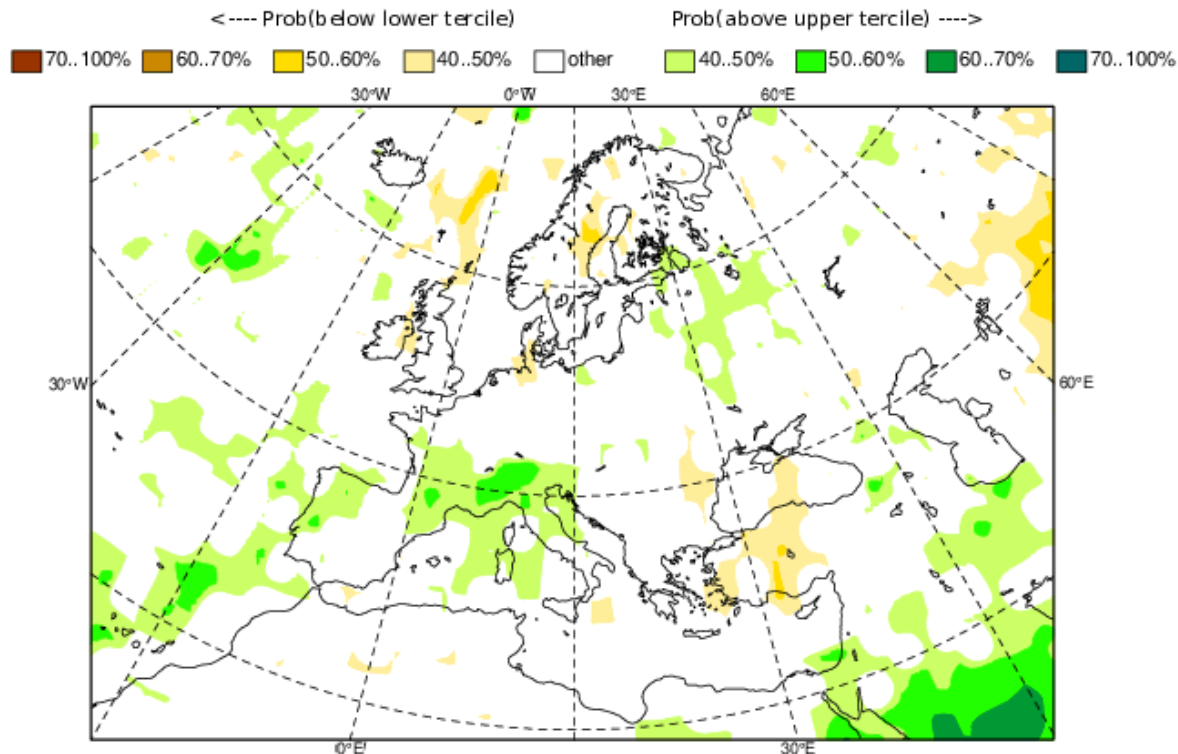 <---- Prob(below lower tercile) Prob(above upper tercile) ---->
70..100% 60..70% 50..60% 40..50% other 40..50% 50..60% 60..70% 70..100%
30°W 0°W 30°E 60°E
30°W 60°E
0°E 30°E